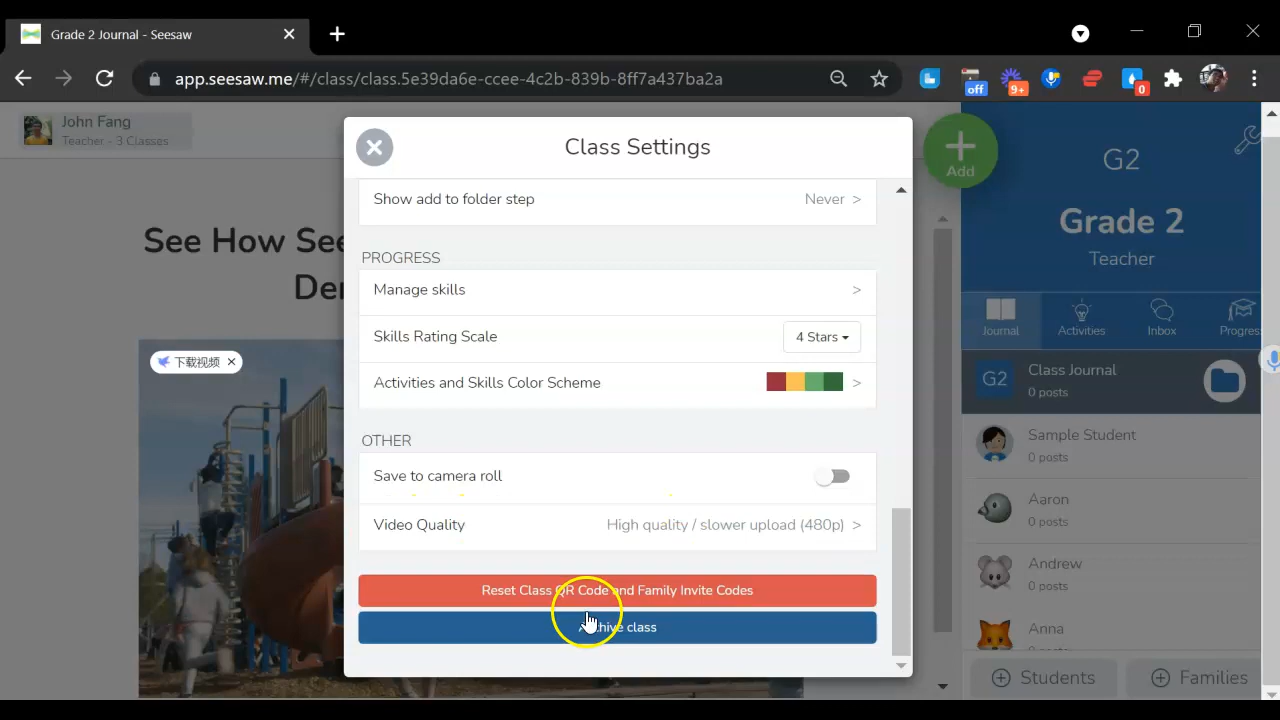 Grade 2 Journal - Seesaw
app.seesaw.me/#/class/class.5e39da6e-ccee-4c2b-839b-8ff7a437ba2a
off
9+
0
John Fang
Teacher - 3 Classes
Class Settings
Add
G2
Grade 2
Teacher
See How See
Dem
下载视频
Show add to folder step
Never >
PROGRESS
Manage skills
>
Skills Rating Scale
4 Stars
Activities and Skills Color Scheme
>
OTHER
Save to camera roll
Video Quality
High quality / slower upload (480p) >
Reset Class QR Code and Family Invite Codes
Archive class
Journal
Activities
Inbox
Progres
G2
Class Journal
0 posts
Sample Student
0 posts
Aaron
0 posts
Andrew
0 posts
Anna
Students
Families